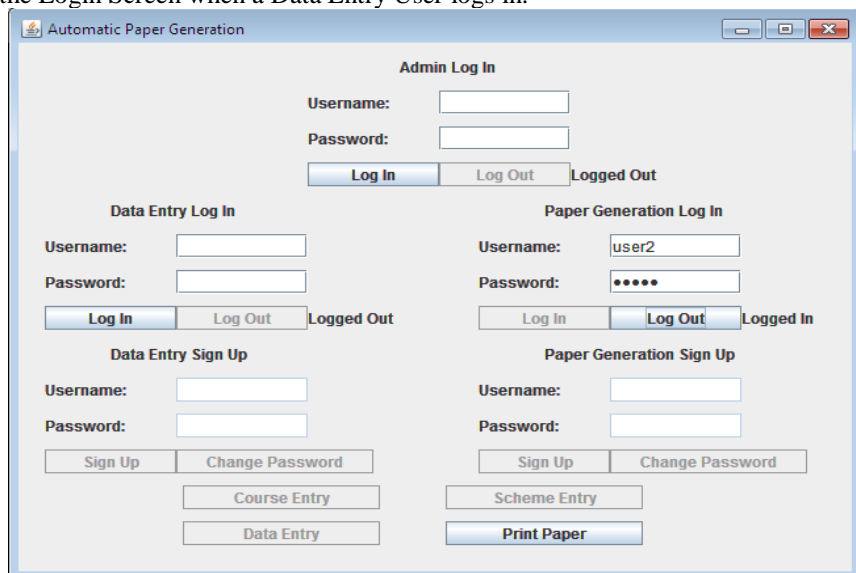 the Login Screen when a Data Entry User logs in.
Automatic Paper Generation
Admin Log In
Username:
Password:
Log In Log Out Logged Out
Data Entry Log In Paper Generation Log In
Username: Username: user2
Password: Password: •••••
Log In Log Out Logged Out Log In Log Out Logged In
Data Entry Sign Up Paper Generation Sign Up
Username: Username:
Password: Password:
Sign Up Change Password Sign Up Change Password
Course Entry Scheme Entry
Data Entry Print Paper